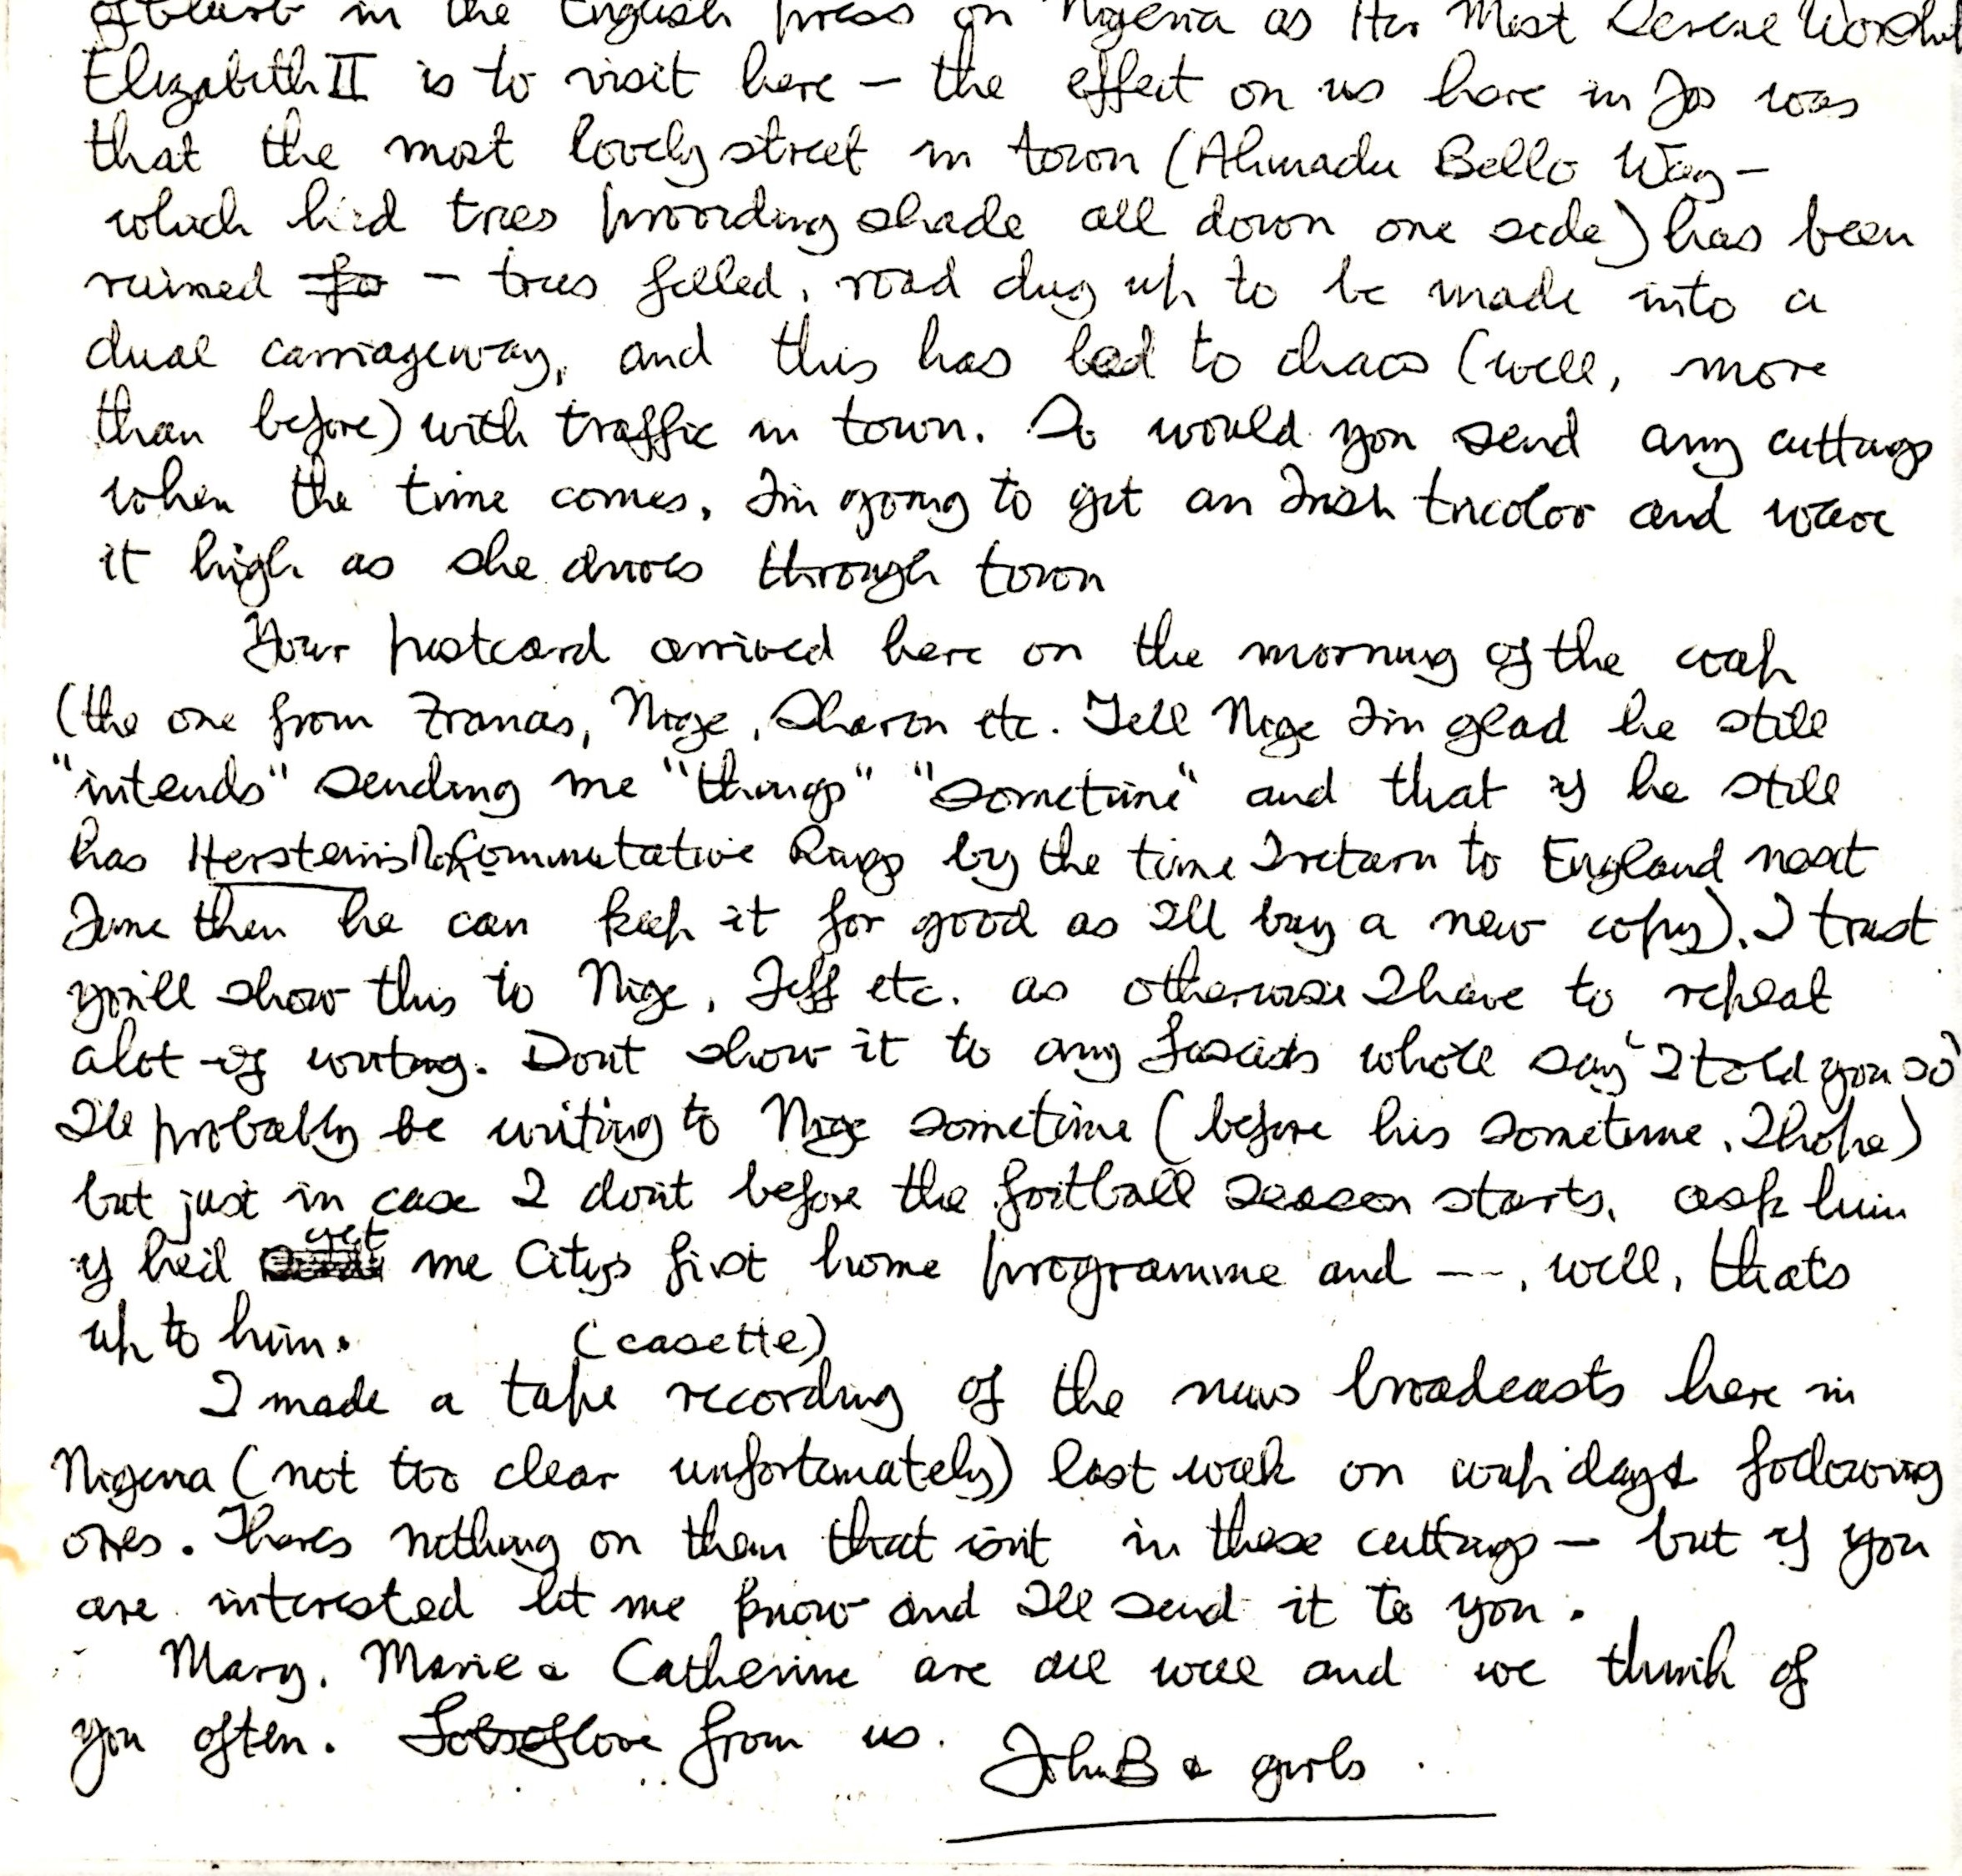 in the English press on Nigeria as Her Most Serene Worship
Elizabeth II is to visit here — the effect on us here in Jos was
that the most lovely street in town (Ahmadu Bello Way —
which had trees providing shade all down one side) has been
ruined — trees felled, road dug up to be made into a
dual carriageway, and this has led to chaos (well, more
than before) with traffic in town. So would you send any cuttings
when the time comes. I'm going to get an Irish tricolor and wave
it high as she drives through town
Your postcard arrived here on the morning of the coup
(the one from Francis, Nige, Sharon etc. Tell Nige I'm glad he still
"intends" sending me "things" "sometime" and that if he still
has Herstein's NonCommutative Rings by the time I return to England next
June then he can keep it for good as I'll buy a new copy). I trust
you'll show this to Nige, Jeff etc. as otherwise I have to repeat
alot of writing. Dont show it to any fascists who'll say 'I told you so'
I'll probably be writing to Nige sometime (before his sometime, I hope)
but just in case I don't before the football season starts, ask him
if he'd get me City's first home programme and ---, well, thats
up to him.
(casette)
I made a tape recording of the news broadcasts here in
Nigeria (not too clear unfortunately) last week on coup day & following
ones. Theres nothing on them that isn't in these cuttings — but if you
are interested let me know and I'll send it to you.
Mary, Marie & Catherine are all well and we think of
you often. Lots of love from us.
John B & girls.